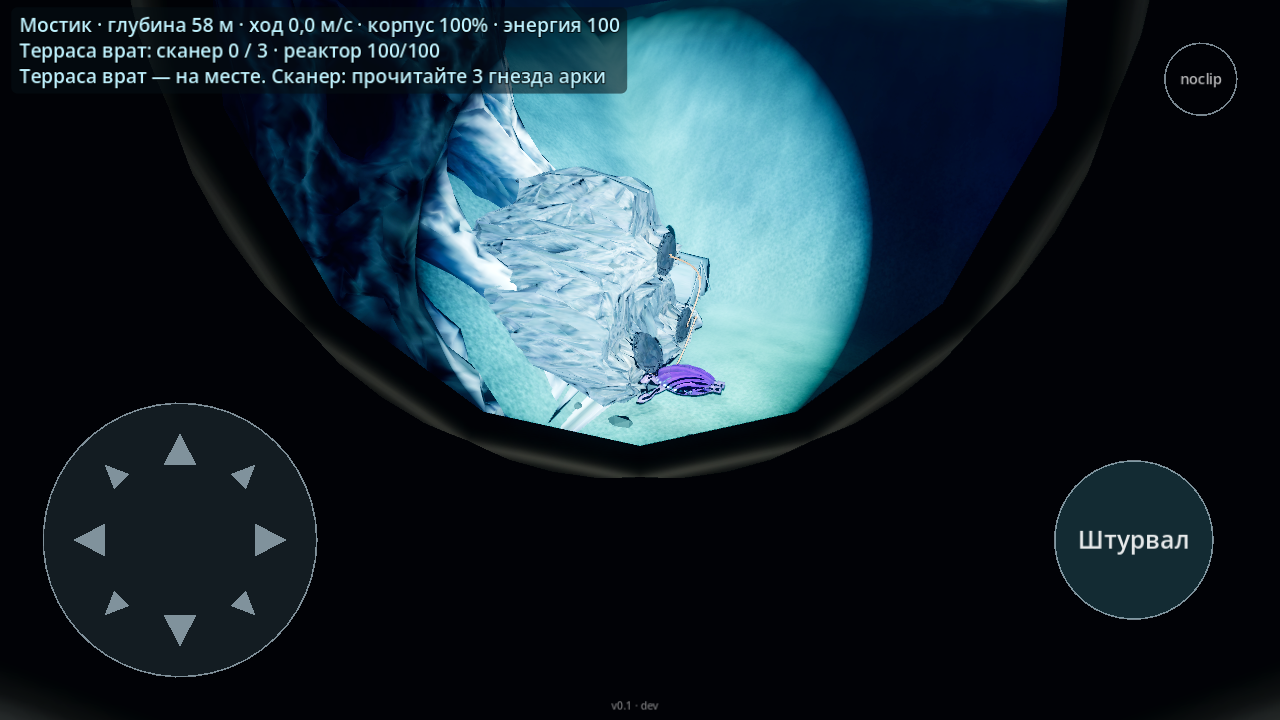 Мостик · глубина 58 м · ход 0,0 м/с · корпус 100% · энергия 100
Терраса врат: сканер 0 / 3 · реактор 100/100
Терраса врат — на месте. Сканер: прочитайте 3 гнезда арки
noclip
Штурвал
v0.1 · dev